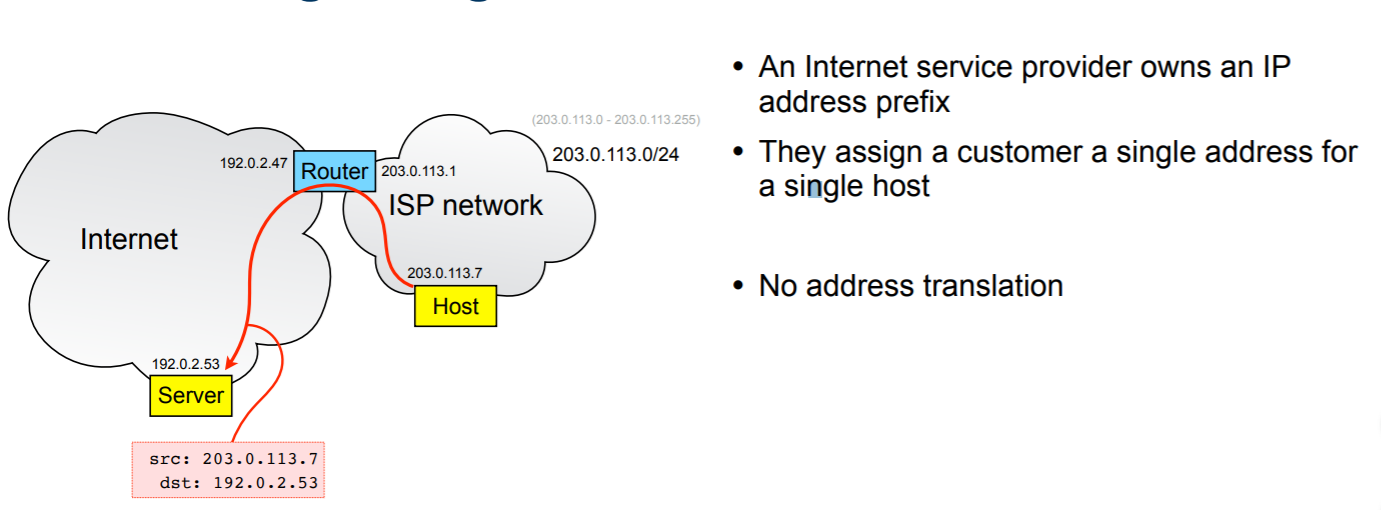 • An Internet service provider owns an IP
address prefix
• They assign a customer a single address for
a single host
• No address translation
(203.0.113.0 - 203.0.113.255)
203.0.113.0/24
192.0.2.47
Router
203.0.113.1
ISP network
Internet
203.0.113.7
Host
192.0.2.53
Server
src: 203.0.113.7
dst: 192.0.2.53